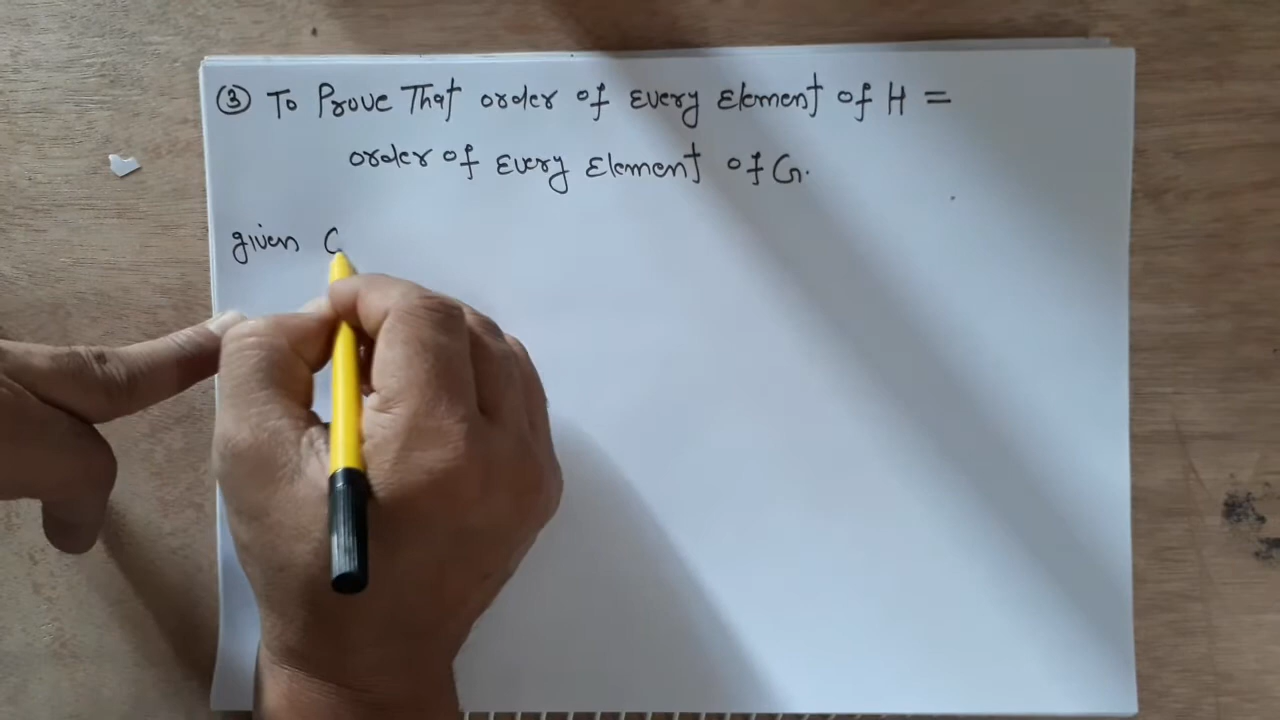 ③ To Prove That order of Every Element of H =
order of Every Element of G.
given G